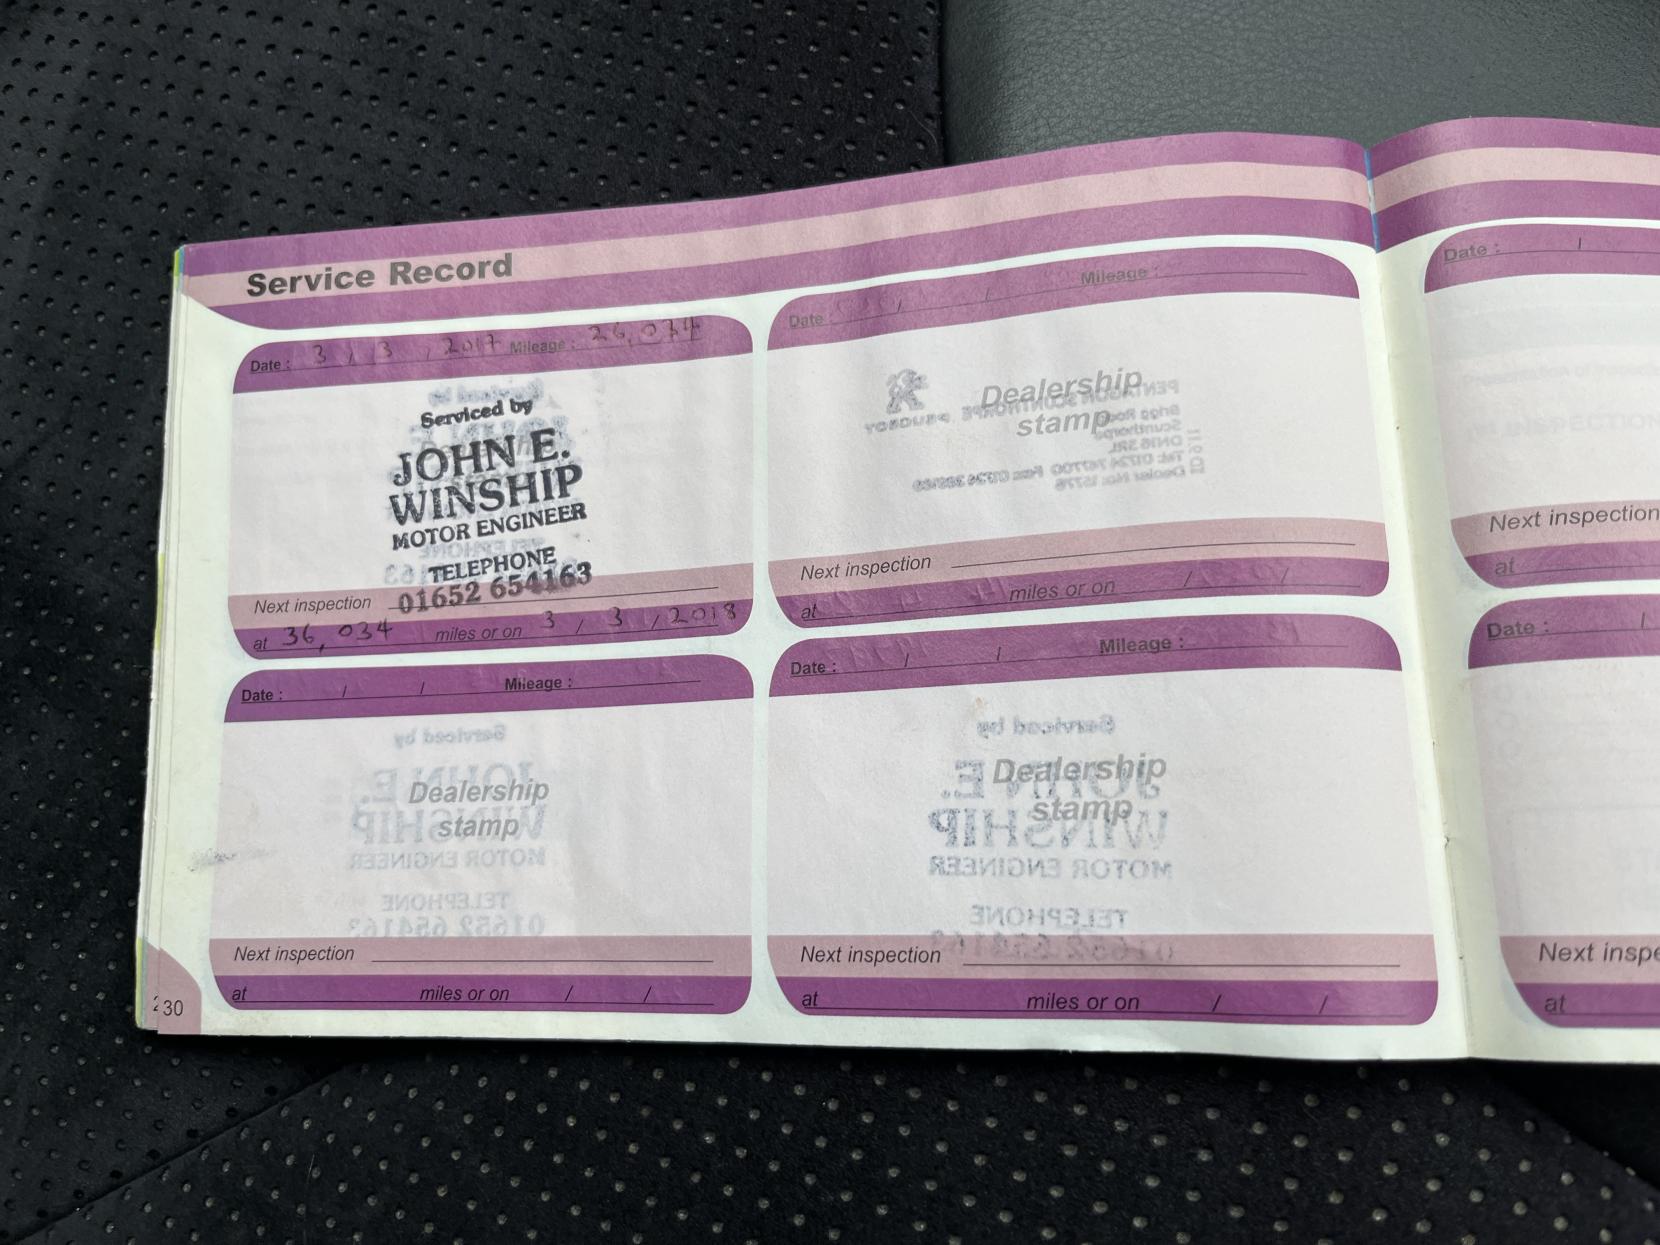 Service Record
Date : 3 / 3 / 2017 Mileage : 26,034
Serviced by
JOHN E.
WINSHIP
MOTOR ENGINEER
TELEPHONE
01652 654163
Next inspection
at 36,034 miles or on 3 / 3 / 2018
Date : / / Mileage :
Dealership
stamp
Next inspection
at miles or on / /
Date : / / Mileage :
Dealership
stamp
Next inspection
at miles or on / /
Date : / / Mileage :
Dealership
stamp
Next inspection
at miles or on / /
30
Date : /
Next inspection
at
Date : /
Next inspe
at